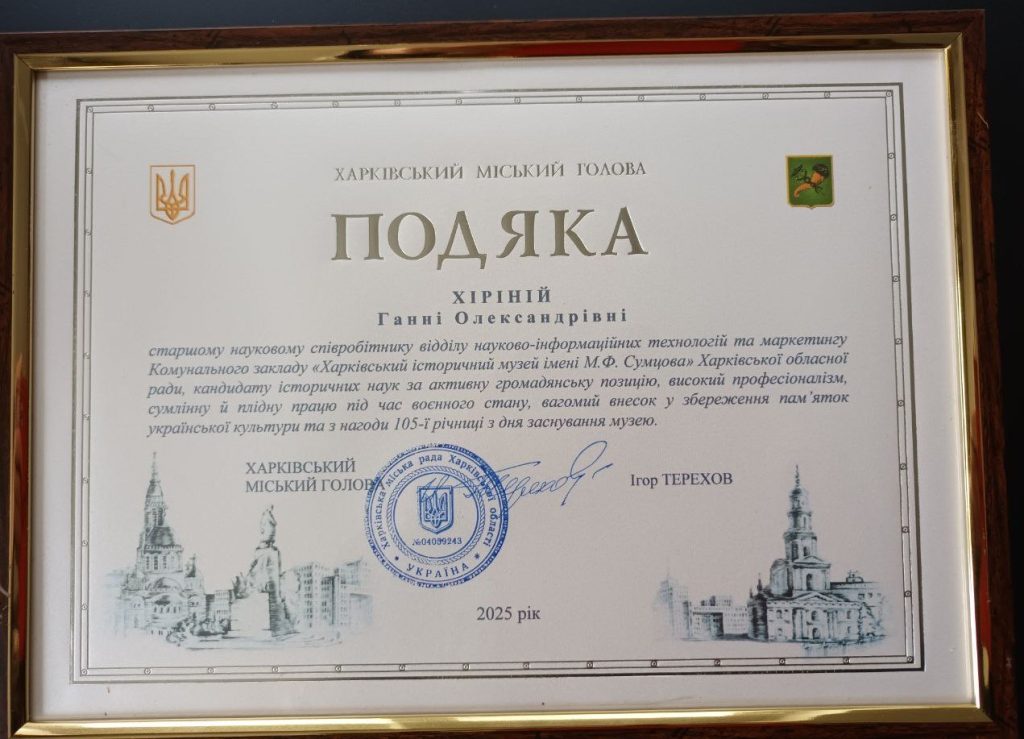 ХАРКІВСЬКИЙ МІСЬКИЙ ГОЛОВА
ПОДЯКА
ХІРІНІЙ
Ганні Олександрівні
старшому науковому співробітнику відділу науково-інформаційних технологій та маркетингу
Комунального закладу «Харківський історичний музей імені М.Ф. Сумцова» Харківської обласної
ради, кандидату історичних наук за активну громадянську позицію, високий професіоналізм,
сумлінну й плідну працю під час воєнного стану, вагомий внесок у збереження пам’яток
української культури та з нагоди 105-ї річниці з дня заснування музею.
ХАРКІВСЬКИЙ
МІСЬКИЙ ГОЛОВА
Ігор ТЕРЕХОВ
Харківська міська рада Харківської області
№04059243
* УКРАЇНА *
2025 рік